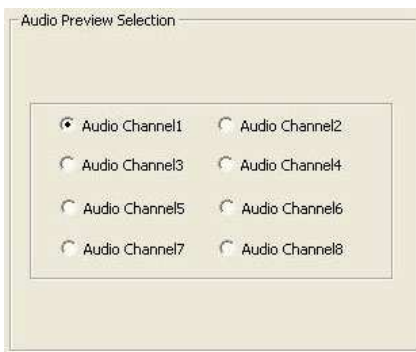 Audio Preview Selection
Audio Channel1 Audio Channel2
Audio Channel3 Audio Channel4
Audio Channel5 Audio Channel6
Audio Channel7 Audio Channel8